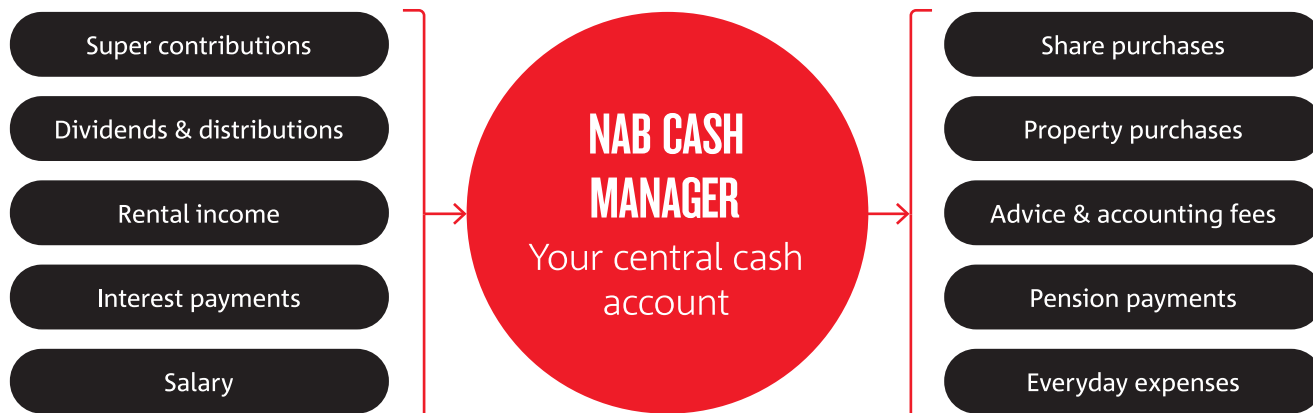 Super contributions
Dividends & distributions
Rental income
Interest payments
Salary
NAB CASH
MANAGER
Your central cash
account
Share purchases
Property purchases
Advice & accounting fees
Pension payments
Everyday expenses